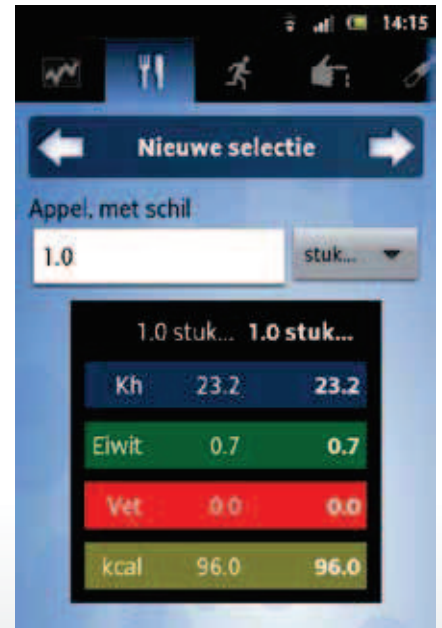 14:15
Nieuwe selectie
Appel, met schil
1.0 stuk...
1.0 stuk... 1.0 stuk...
Kh 23.2 23.2
Eiwit 0.7 0.7
Vet 0.0 0.0
kcal 96.0 96.0